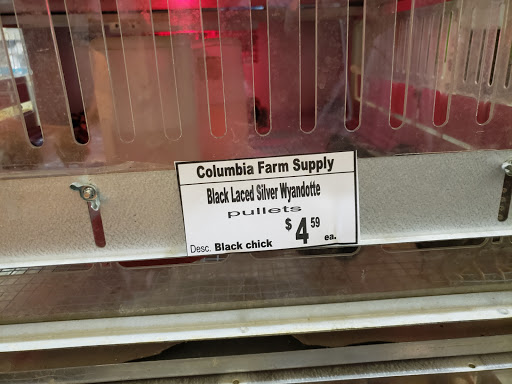 Columbia Farm Supply
Black Laced Silver Wyandotte
pullets
$4 59 ea.
Desc. Black chick